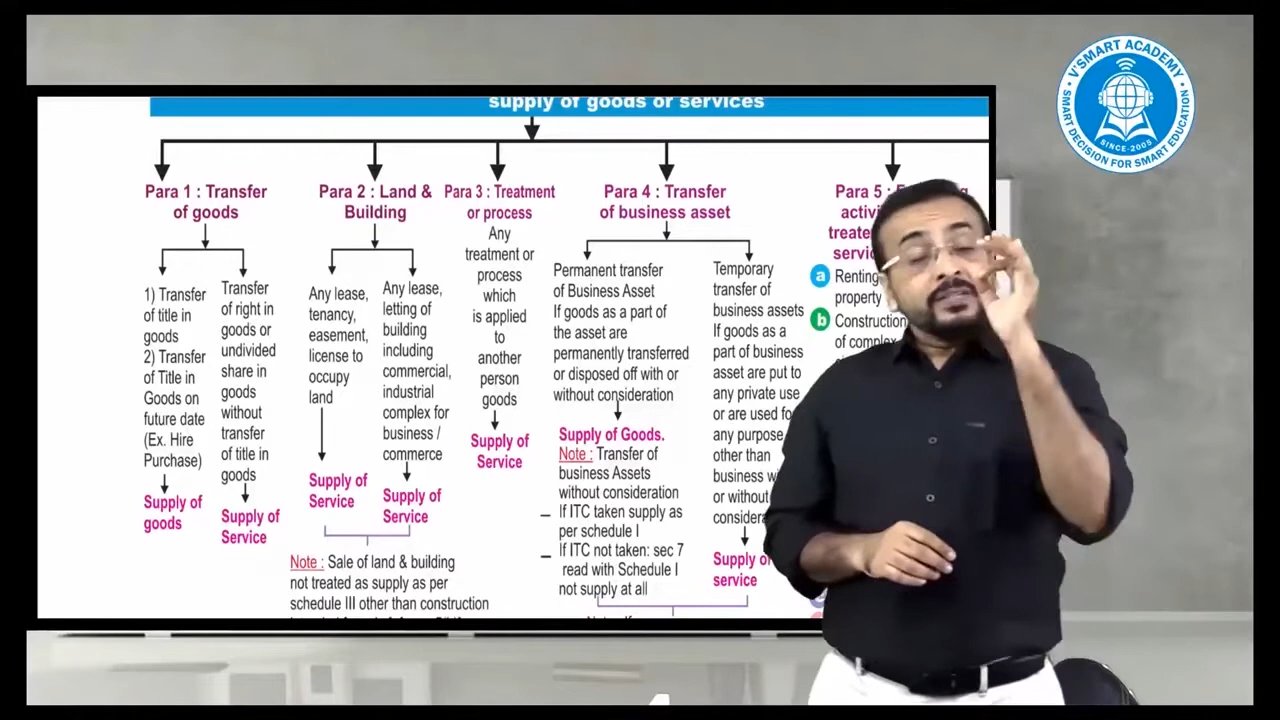 supply of goods or services
Para 1 : Transfer
of goods
1) Transfer
of title in
goods
2) Transfer
of Title in
Goods on
future date
(Ex. Hire
Purchase)
Supply of
goods
Transfer
of right in
goods or
undivided
share in
goods
without
transfer
of title in
goods
Supply of
Service
Para 2 : Land &
Building
Any lease,
tenancy,
easement,
license to
occupy
land
Supply of
Service
Any lease,
letting of
building
including
commercial,
industrial
complex for
business /
commerce
Supply of
Service
Note : Sale of land & building
not treated as supply as per
schedule III other than construction
Para 3 : Treatment
or process
Any
treatment or
process
which
is applied
to
another
person
goods
Supply of
Service
Para 4 : Transfer
of business asset
Permanent transfer
of Business Asset
If goods as a part of
the asset are
permanently transferred
or disposed off with or
without consideration
Supply of Goods.
Note : Transfer of
business Assets
without consideration
– If ITC taken supply as
per schedule I
– If ITC not taken: sec 7
read with Schedule I
not supply at all
Temporary
transfer of
business assets
If goods as a
part of business
asset are put to
any private use
or are used
any purpose
other than
business
or without
Supply
service
Para 5 :
a Renting
property
b Construction
of complex
V'SMART ACADEMY
SMART DECISION FOR SMART EDUCATION
SINCE-2005